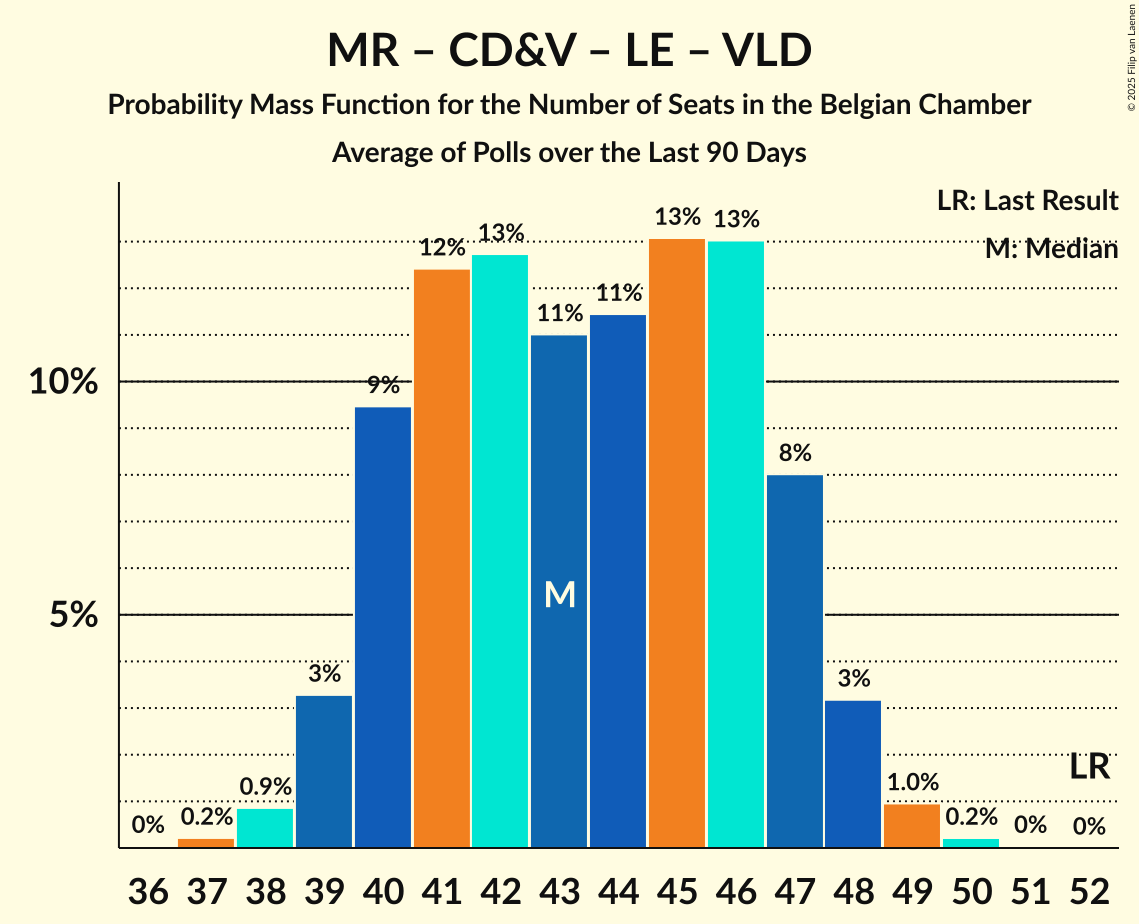 MR – CD&V – LE – VLD
Probability Mass Function for the Number of Seats in the Belgian Chamber
Average of Polls over the Last 90 Days
© 2025 Filip van Laenen
LR: Last Result
M: Median
10%
5%
0%
0.2%
0.9%
3%
9%
12%
13%
11%
11%
13%
13%
8%
3%
1.0%
0.2%
0%
0%
M
LR
36 37 38 39 40 41 42 43 44 45 46 47 48 49 50 51 52